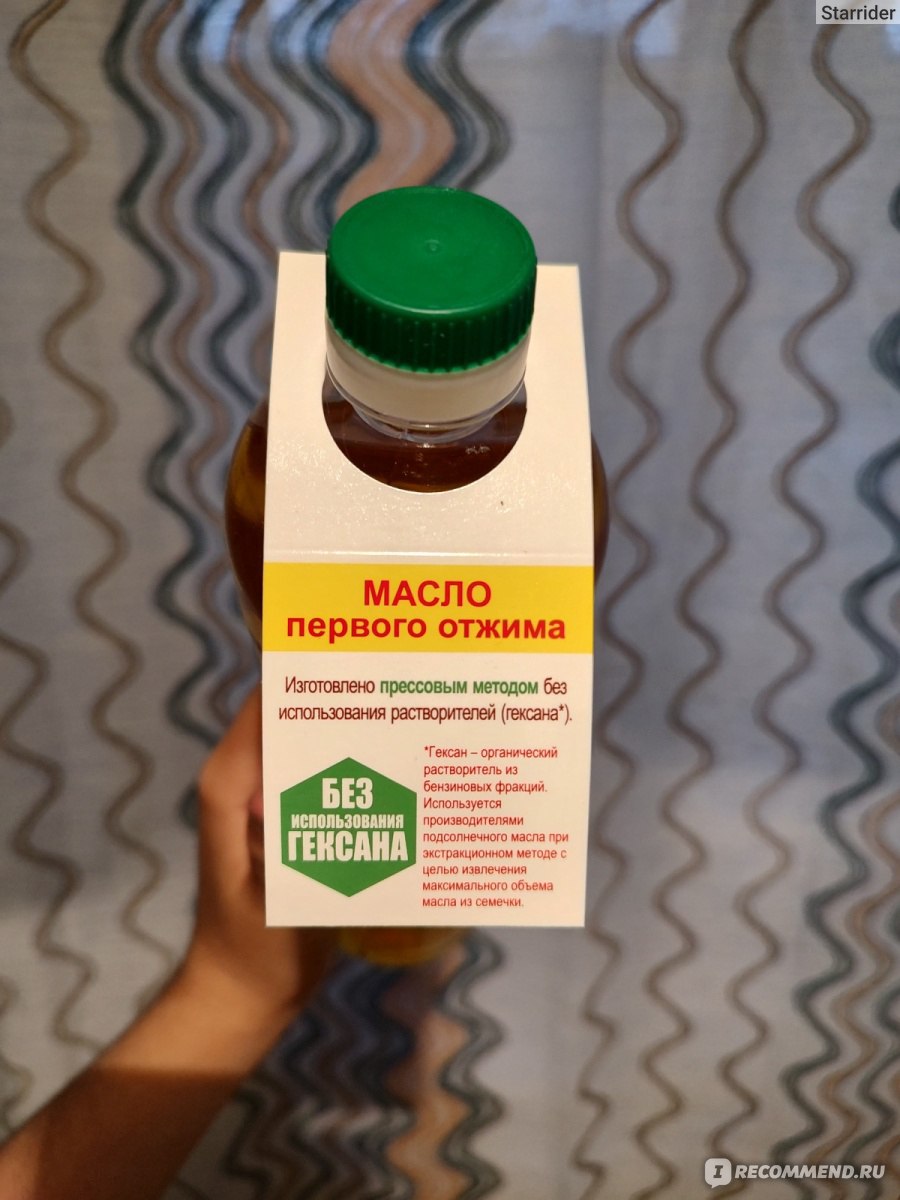 Starrider
МАСЛО
первого отжима
Изготовлено прессовым методом без
использования растворителей (гексана*).
БЕЗ
ИСПОЛЬЗОВАНИЯ
ГЕКСАНА
*Гексан – органический
растворитель из
бензиновых фракций.
Используется
производителями
подсолнечного масла при
экстракционном методе с
целью извлечения
максимального объема
масла из семечки.
IRECOMMEND.RU